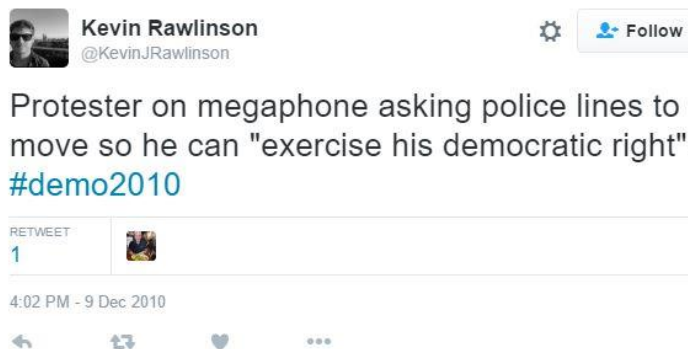 Kevin Rawlinson
@KevinJRawlinson
Follow
Protester on megaphone asking police lines to
move so he can "exercise his democratic right"
#demo2010
RETWEET
1
4:02 PM - 9 Dec 2010